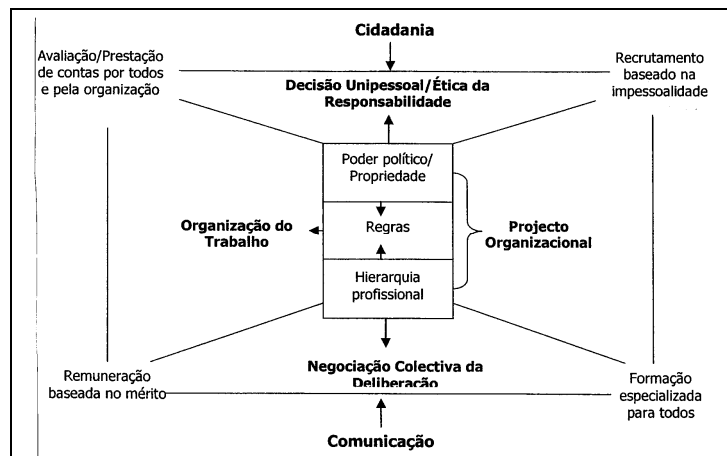 Cidadania
Avaliação/Prestação
de contas por todos
e pela organização
Recrutamento
baseado na
impessoalidade
Decisão Unipessoal/Ética da
Responsabilidade
Poder político/
Propriedade
Organização do
Trabalho
Regras
Projecto
Organizacional
Hierarquia
profissional
Negociação Colectiva da
Deliberação
Remuneração
baseada no mérito
Formação
especializada
para todos
Comunicação